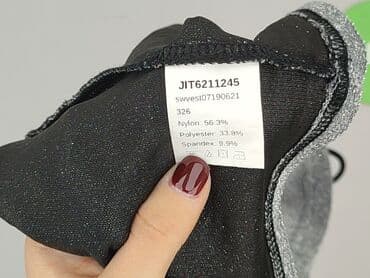 JIT6211245
swvest07190621
326
Nylon: 56.3%
Polyester: 33.8%
Spandex: 9.9%